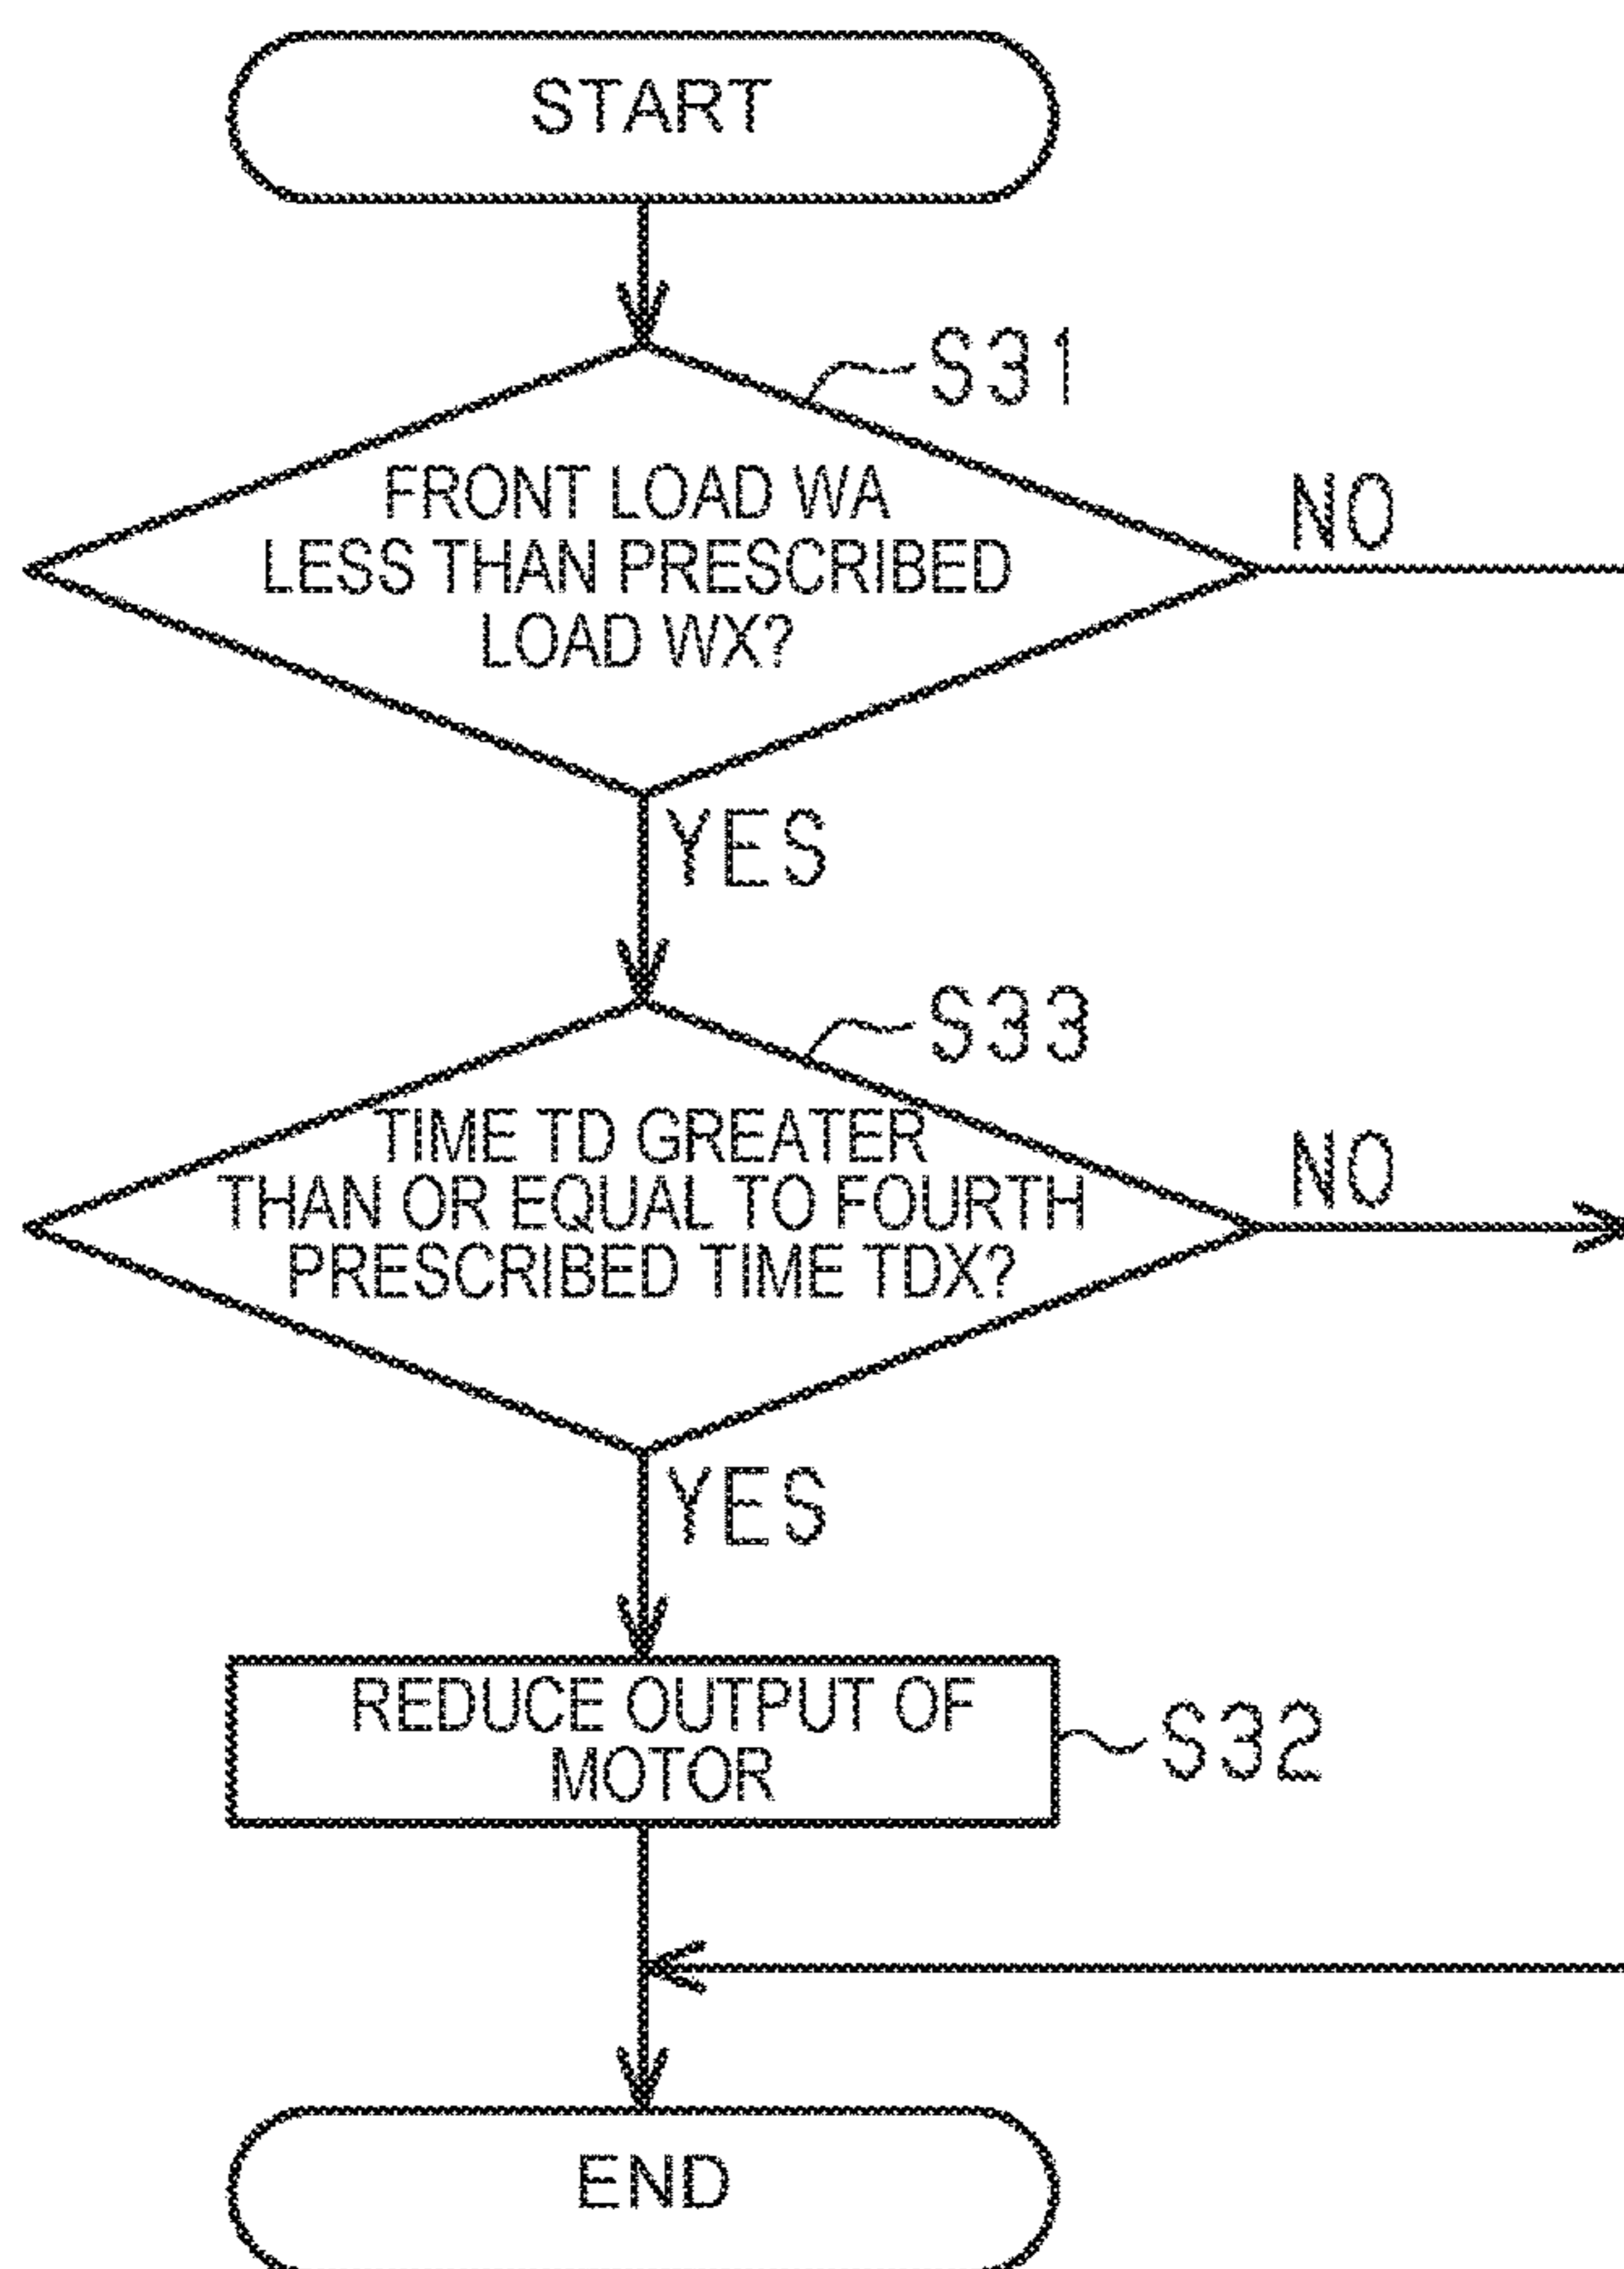 START
S31
FRONT LOAD WA
LESS THAN PRESCRIBED
LOAD WX?
NO
YES
S33
TIME TD GREATER
THAN OR EQUAL TO FOURTH
PRESCRIBED TIME TDX?
NO
YES
REDUCE OUTPUT OF
MOTOR
S32
END